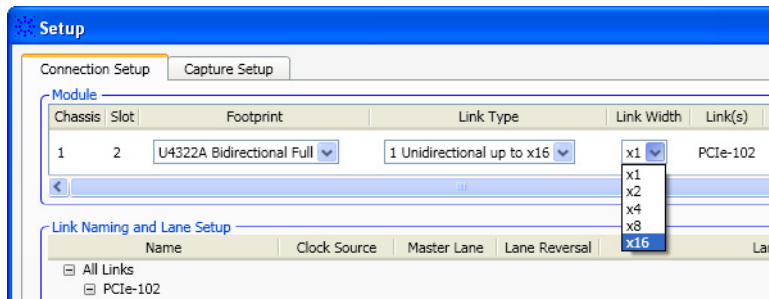 Setup
Connection Setup Capture Setup
Module
Chassis Slot Footprint Link Type Link Width Link(s)
1 2 U4322A Bidirectional Full 1 Unidirectional up to x16 x1 PCIe-102
x1
x2
x4
x8
x16
Link Naming and Lane Setup
Name Clock Source Master Lane Lane Reversal La
All Links
PCIe-102